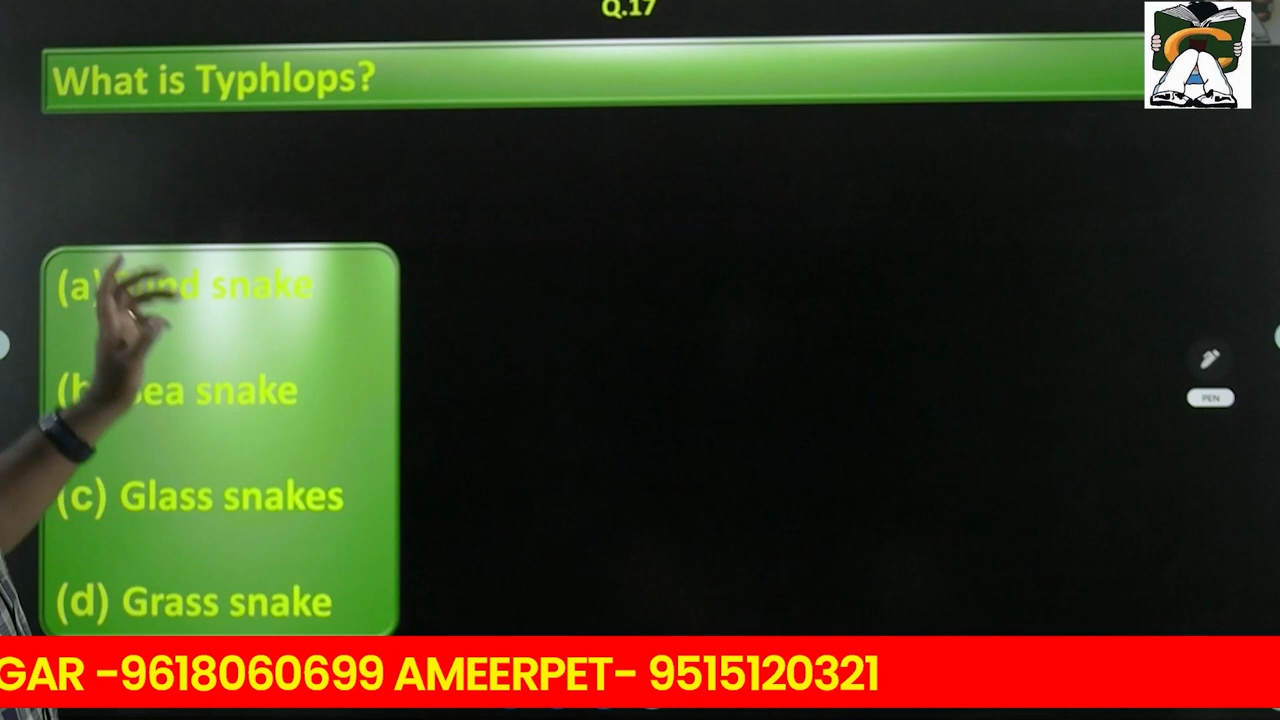 Q.17
What is Typhlops?
(a) snake
(b) Sea snake
(c) Glass snakes
(d) Grass snake
PEN
GAR -9618060699 AMEERPET- 9515120321